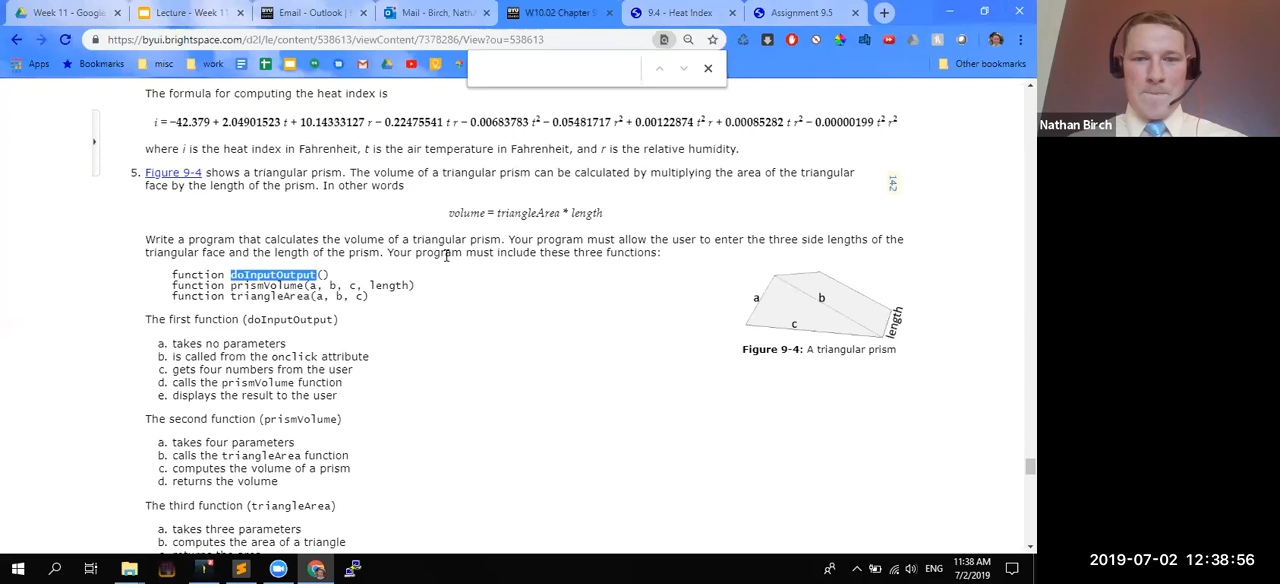 Week 11 - Google
Lecture - Week 11
Email - Outlook
Mail - Birch, Nath
W10.02 Chapter
9.4 - Heat Index
Assignment 9.5
https://byui.brightspace.com/d2l/le/content/538613/viewContent/7378286/View?ou=538613
Apps
Bookmarks
misc
work
Other bookmarks
The formula for computing the heat index is
i = −42.379 + 2.04901523 t + 10.14333127 r − 0.22475541 t r − 0.00683783 t² − 0.05481717 r² + 0.00122874 t² r + 0.00085282 t r² − 0.00000199 t² r²
where i is the heat index in Fahrenheit, t is the air temperature in Fahrenheit, and r is the relative humidity.
5. Figure 9-4 shows a triangular prism. The volume of a triangular prism can be calculated by multiplying the area of the triangular
face by the length of the prism. In other words
142
volume = triangleArea * length
Write a program that calculates the volume of a triangular prism. Your program must allow the user to enter the three side lengths of the
triangular face and the length of the prism. Your program must include these three functions:
function doInputOutput()
function prismVolume(a, b, c, length)
function triangleArea(a, b, c)
a
b
c
length
Figure 9-4: A triangular prism
The first function (doInputOutput)
a. takes no parameters
b. is called from the onclick attribute
c. gets four numbers from the user
d. calls the prismVolume function
e. displays the result to the user
The second function (prismVolume)
a. takes four parameters
b. calls the triangleArea function
c. computes the volume of a prism
d. returns the volume
The third function (triangleArea)
a. takes three parameters
b. computes the area of a triangle
Nathan Birch
ENG
11:38 AM
7/2/2019
2019-07-02 12:38:56